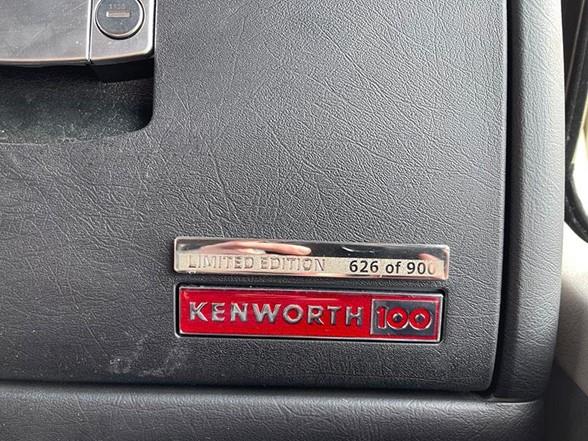 LIMITED EDITION 626 of 900
KENWORTH 100